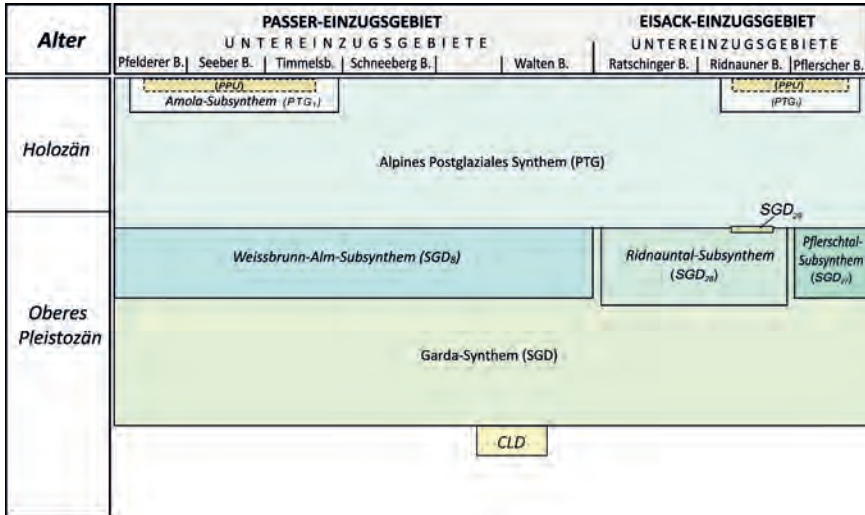 Alter
PASSER-EINZUGSGEBIET
UNTEREINZUGSGEBIETE
Pfelderer B. Seeber B. Timmelsb. Schneeberg B. Walten B.
EISACK-EINZUGSGEBIET
UNTEREINZUGSGEBIETE
Ratschinger B. Ridnauner B. Pflerscher B.
Holozän
(PPU)
Amola-Subsynthem (PTG₁)
(PPU)
(PTG₁)
Alpines Postglaziales Synthem (PTG)
Oberes
Pleistozän
Weissbrunn-Alm-Subsynthem (SGD₈)
SGD₂₉
Ridnauntal-Subsynthem
(SGD₂₈)
Pflerschtal-
Subsynthem
(SGD₂₇)
Garda-Synthem (SGD)
CLD